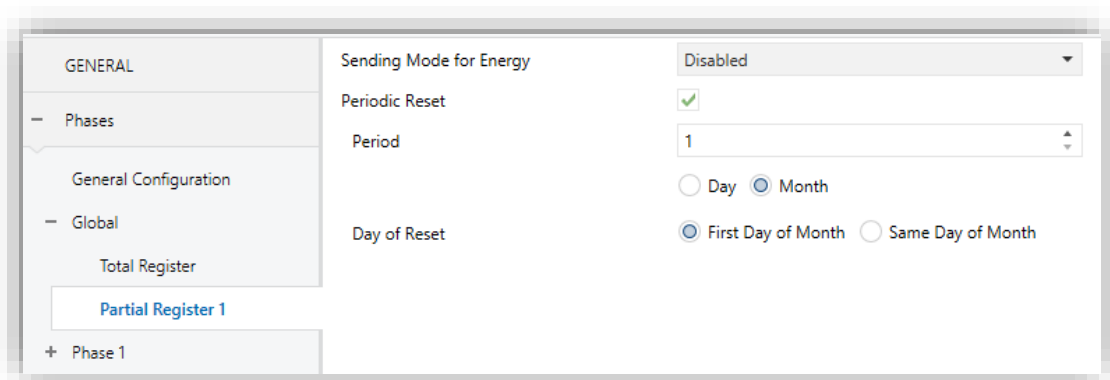 GENERAL
− Phases
General Configuration
− Global
Total Register
Partial Register 1
+ Phase 1
Sending Mode for Energy Disabled
Periodic Reset
Period 1
Day Month
Day of Reset First Day of Month Same Day of Month